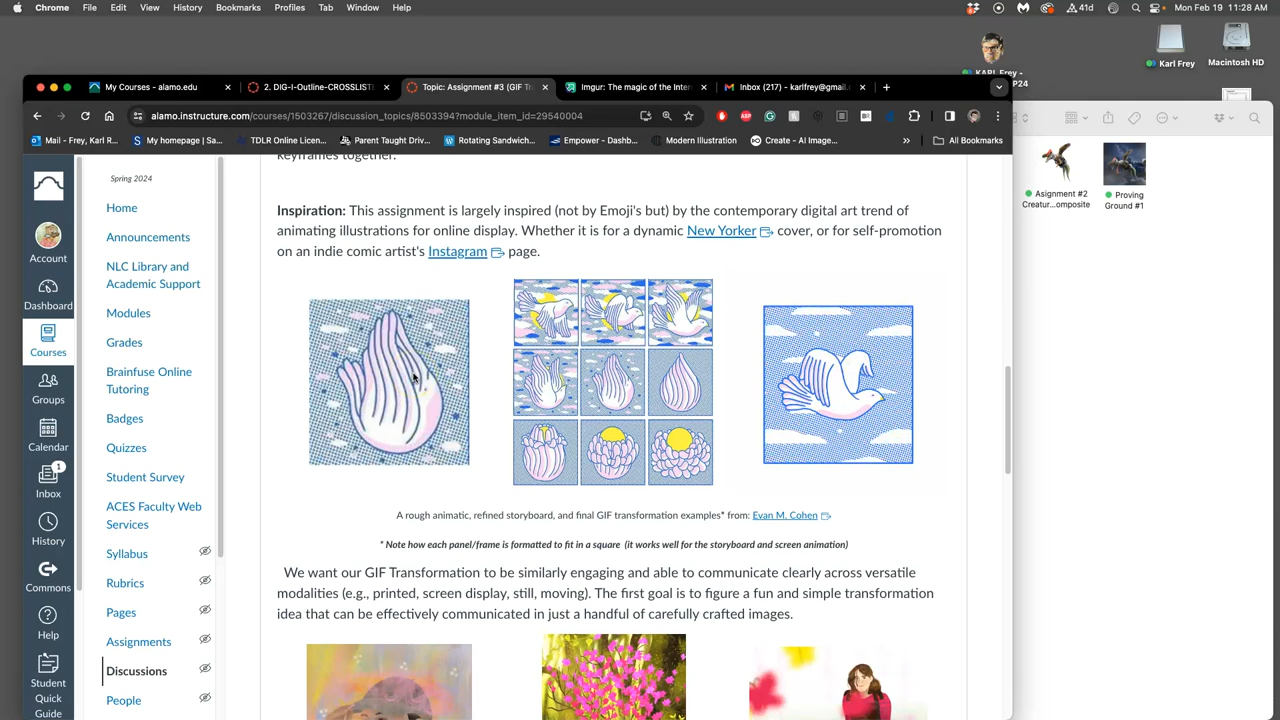 Chrome File Edit View History Bookmarks Profiles Tab Window Help
41d Mon Feb 19 11:28 AM
Karl Frey Macintosh HD
My Courses - alamo.edu 2. DIG-I-Outline-CROSSLISTE Topic: Assignment #3 (GIF Tr Imgur: The magic of the Inter Inbox (217) - karlfrey@gmail.c
alamo.instructure.com/courses/1503267/discussion_topics/8503394?module_item_id=29540004
Mail - Frey, Karl R... My homepage | Sa... TDLR Online Cours... Parent Taught Driv... Rotating Sandwich... Empower - Dashb... Modern Illustration Create - AI Image... » All Bookmarks
Account
Dashboard
Courses
Groups
Calendar
1
Inbox
History
Commons
Help
Student
Quick
Guide
Spring 2024
Home
Announcements
NLC Library and
Academic Support
Modules
Grades
Brainfuse Online
Tutoring
Badges
Quizzes
Student Survey
ACES Faculty Web
Services
Syllabus
Rubrics
Pages
Assignments
Discussions
People
keyframes together.
Inspiration: This assignment is largely inspired (not by Emoji's but) by the contemporary digital art trend of
animating illustrations for online display. Whether it is for a dynamic New Yorker cover, or for self-promotion
on an indie comic artist's Instagram page.
A rough animatic, refined storyboard, and final GIF transformation examples* from: Evan M. Cohen
* Note how each panel/frame is formatted to fit in a square (it works well for the storyboard and screen animation)
We want our GIF Transformation to be similarly engaging and able to communicate clearly across versatile
modalities (e.g., printed, screen display, still, moving). The first goal is to figure a fun and simple transformation
idea that can be effectively communicated in just a handful of carefully crafted images.
Asignment #2
Creatur...omposite
Proving
Ground #1